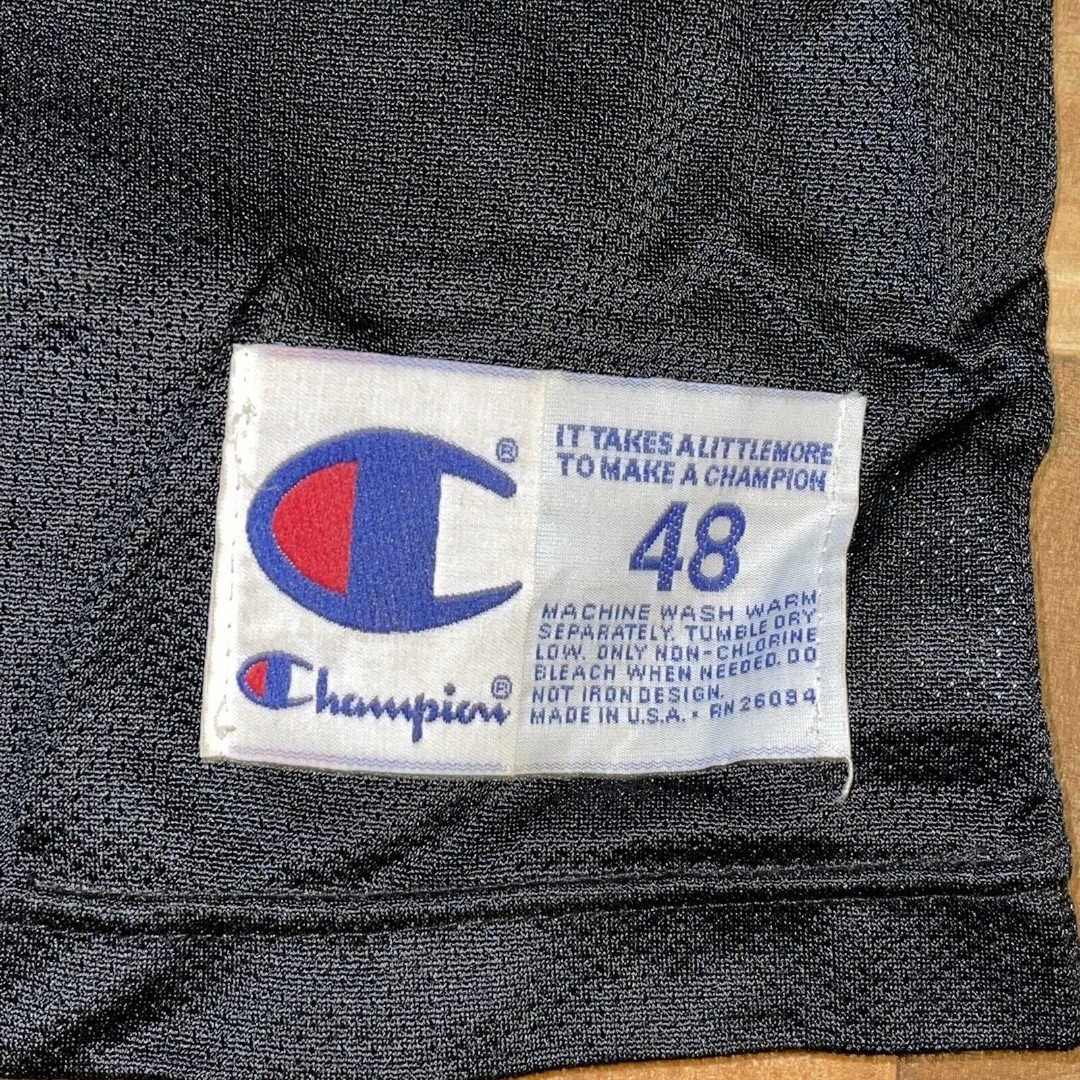 ®
Champion®
IT TAKES A LITTLE MORE
TO MAKE A CHAMPION
48
MACHINE WASH WARM
SEPARATELY. TUMBLE DRY
LOW. ONLY NON-CHLORINE
BLEACH WHEN NEEDED. DO
NOT IRON DESIGN.
MADE IN U.S.A. • RN 26094